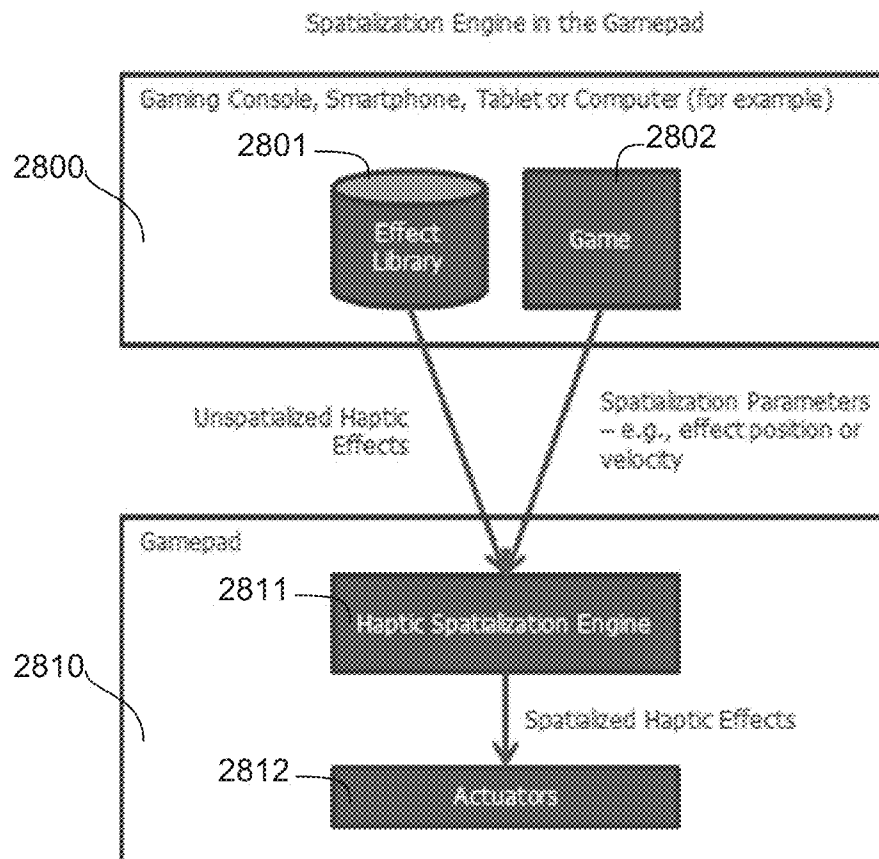 Spatialization Engine in the Gamepad
Gaming Console, Smartphone, Tablet or Computer (for example)
2801
2802
2800
Effect
Library
Game
Unspatialized Haptic
Effects
Spatialization Parameters
– e.g., effect position or
velocity
Gamepad
2811
Haptic Spatialization Engine
2810
Spatialized Haptic Effects
2812
Actuators